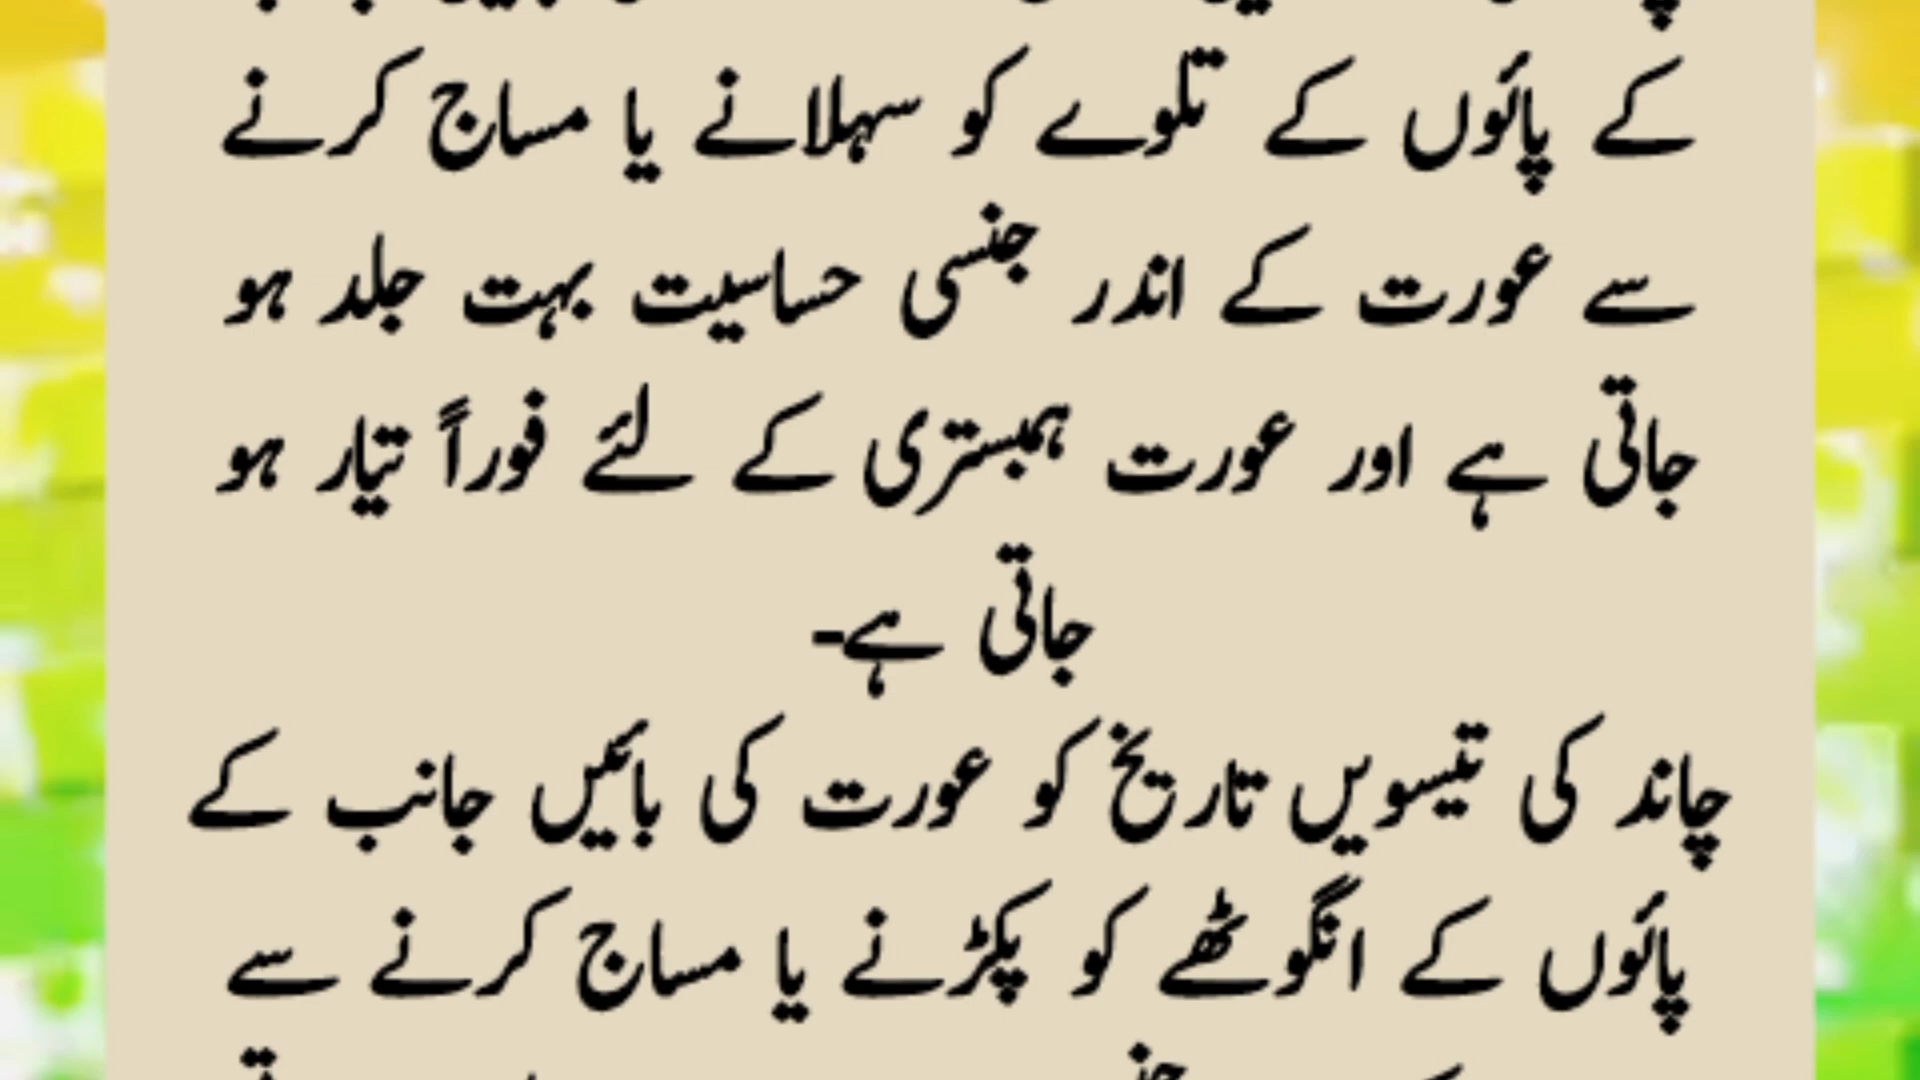 کے پائوں کے تلوے کو سہلانے یا مساج کرنے
سے عورت کے اندر جنسی حساسیت بہت جلد ہو
جاتی ہے اور عورت ہمبستری کے لئے فوراً تیار ہو
جاتی ہے-
چاند کی تیسویں تاریخ کو عورت کی بائیں جانب کے
پائوں کے انگوٹھے کو پکڑنے یا مساج کرنے سے